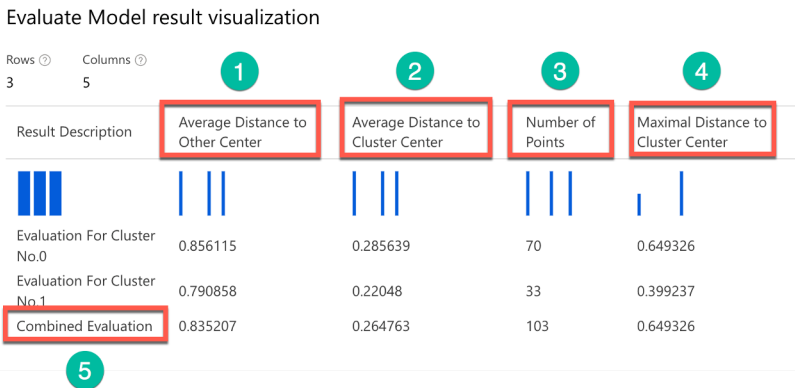 Evaluate Model result visualization
Rows ?
Columns ?
3
5
1
2
3
4
Result Description
Average Distance to
Other Center
Average Distance to
Cluster Center
Number of
Points
Maximal Distance to
Cluster Center
Evaluation For Cluster
No.0
0.856115
0.285639
70
0.649326
Evaluation For Cluster
No.1
0.790858
0.22048
33
0.399237
Combined Evaluation
0.835207
0.264763
103
0.649326
5